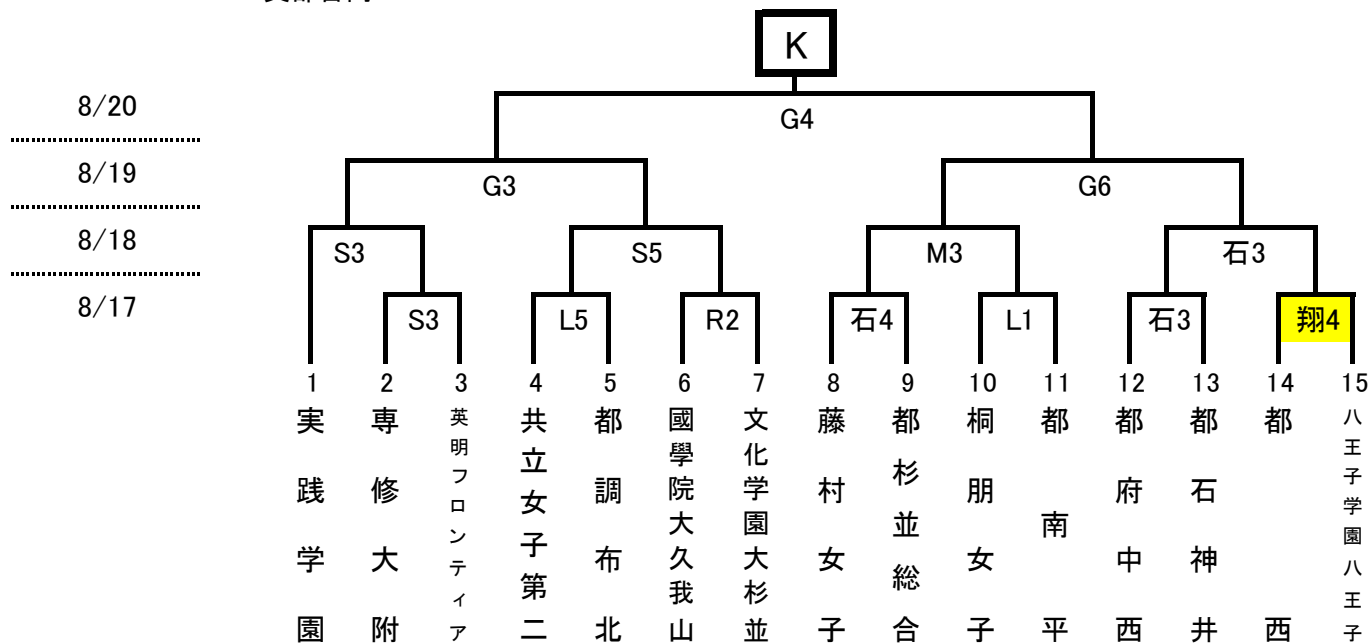 K
8/20
G4
8/19
G3 G6
8/18
S3 S5 M3 石3
8/17
S3 L5 R2 石4 L1 石3 翔4
1 2 3 4 5 6 7 8 9 10 11 12 13 14 15
実践学園
専修大附
英明フロンティア
共立女子第二
都調布北
國學院大久我山
文化学園大杉並
藤村女子
都杉並総合
桐朋女子
都南平
都府中西
都石神井
都西
八王子学園八王子